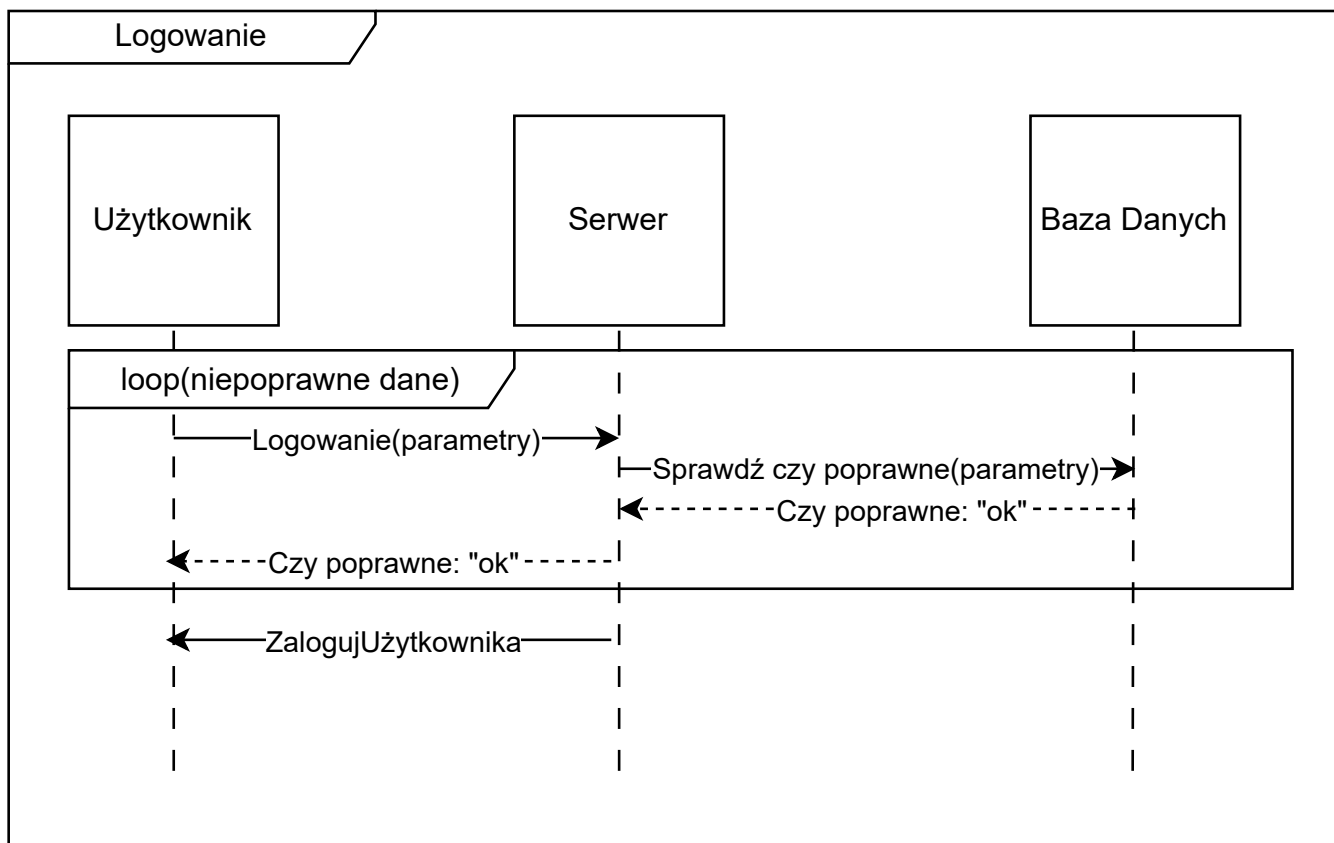 Logowanie
Użytkownik
Serwer
Baza Danych
loop(niepoprawne dane)
Logowanie(parametry)
Sprawdź czy poprawne(parametry)
Czy poprawne: "ok"
Czy poprawne: "ok"
ZalogujUżytkownika